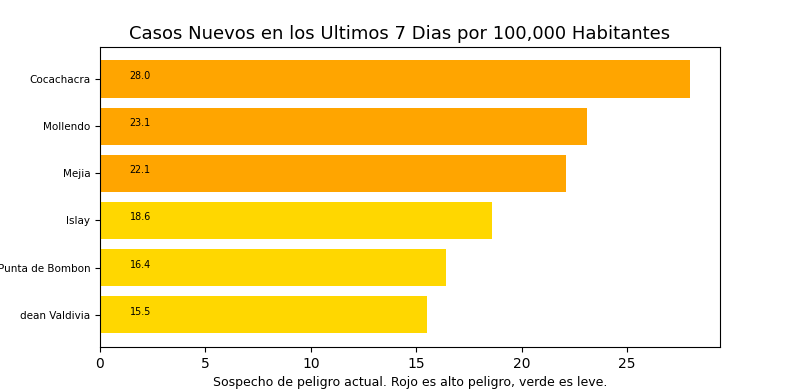 Casos Nuevos en los Ultimos 7 Dias por 100,000 Habitantes
Cocachacra 28.0
Mollendo 23.1
Mejia 22.1
Islay 18.6
Punta de Bombon 16.4
dean Valdivia 15.5
0 5 10 15 20 25
Sospecho de peligro actual. Rojo es alto peligro, verde es leve.